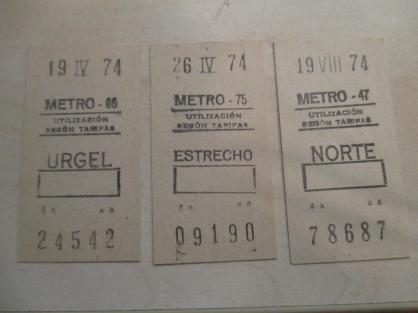 19 IV 74
METRO - 66
UTILIZACIÓN
SEGÚN TARIFAS
URGEL
24542
26 IV 74
METRO - 75
UTILIZACIÓN
SEGÚN TARIFAS
ESTRECHO
09190
19 VIII 74
METRO - 47
UTILIZACIÓN
SEGÚN TARIFAS
NORTE
78687